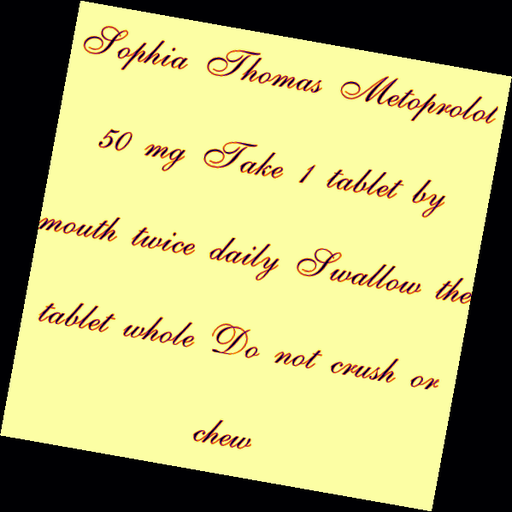 Sophia Thomas Metoprolol
50 mg Take 1 tablet by
mouth twice daily Swallow the
tablet whole Do not crush or
chew